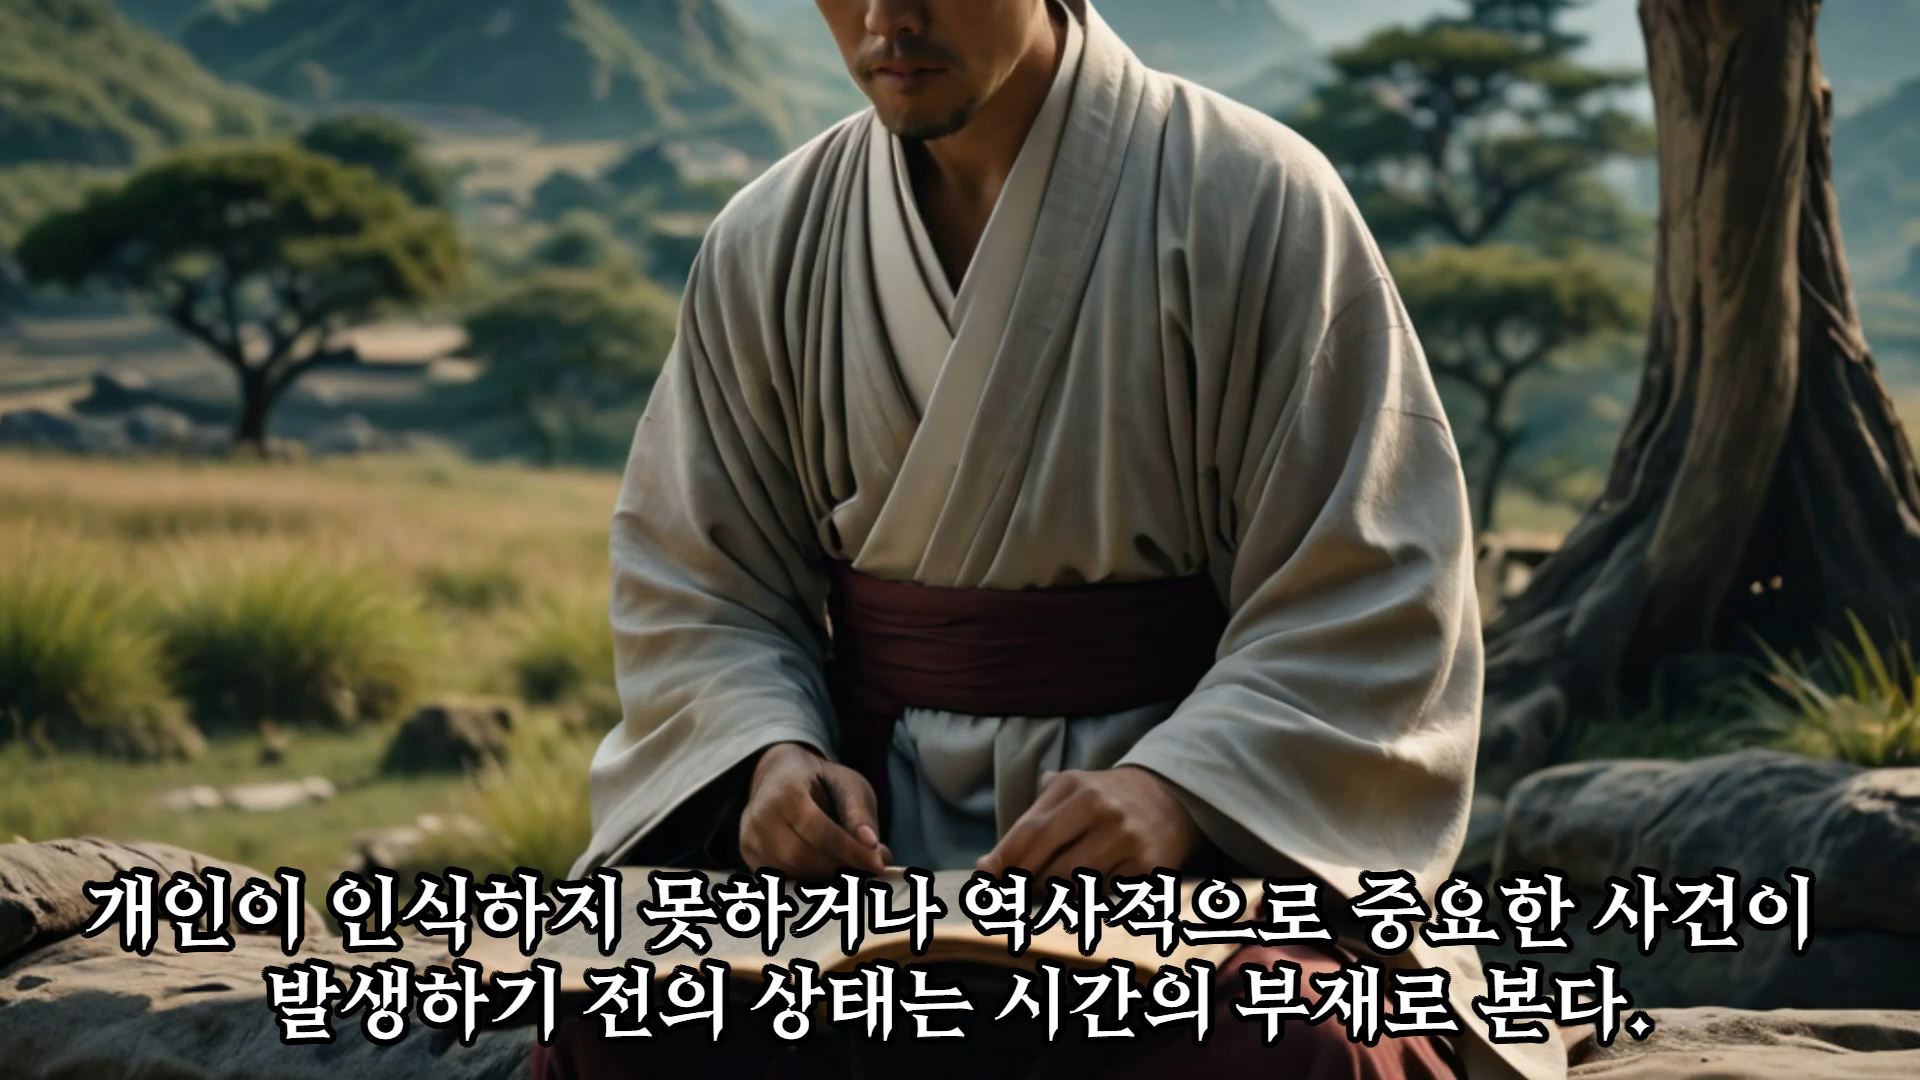 개인이 인식하지 못하거나 역사적으로 중요한 사건이
발생하기 전의 상태는 시간의 부재로 본다.